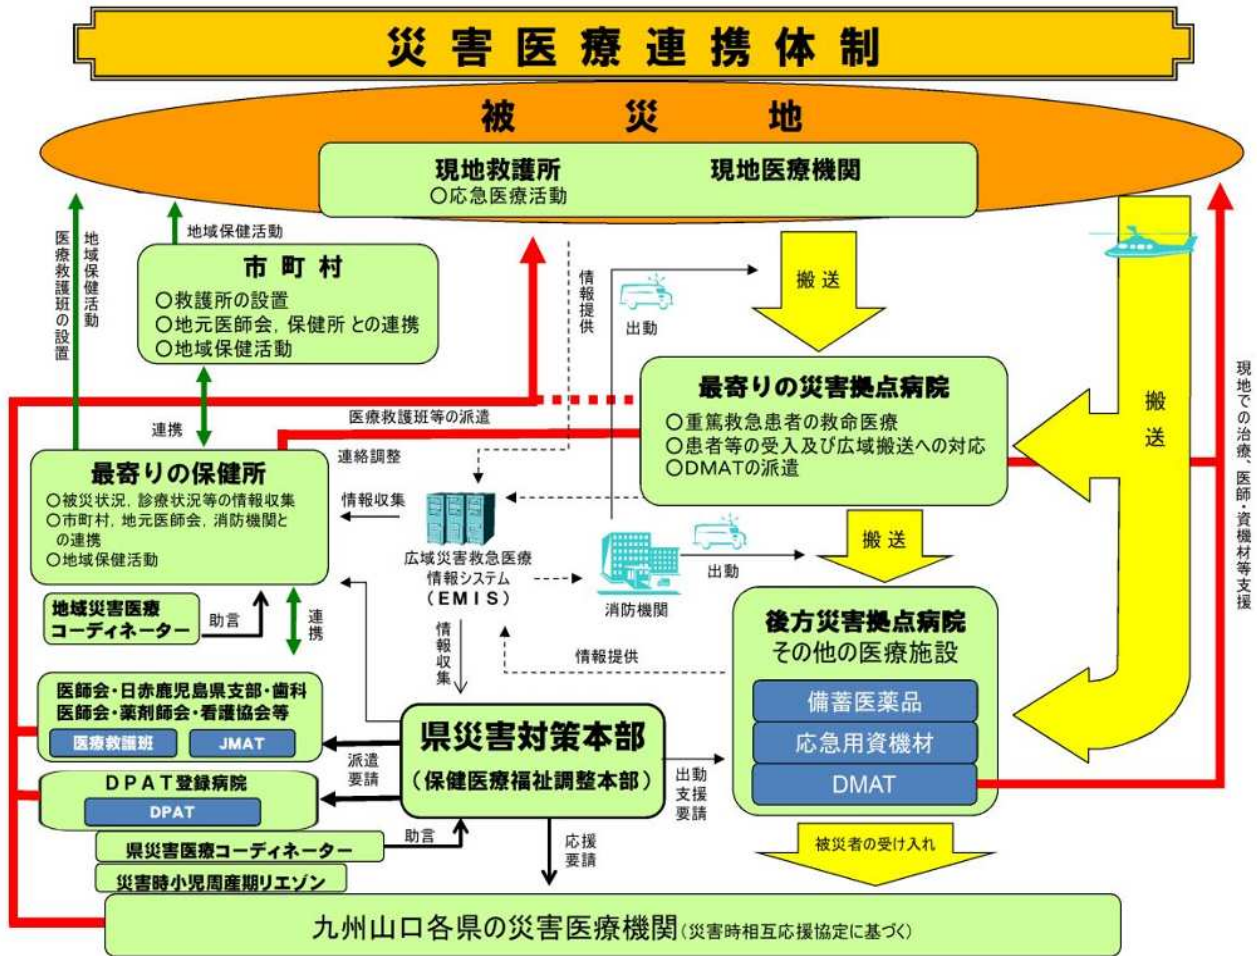 災害医療連携体制
被災地
現地救護所
○応急医療活動
現地医療機関
医療救護班の設置
地域保健活動
地域保健活動
市町村
○救護所の設置
○地元医師会，保健所との連携
○地域保健活動
情報提供
出動
搬送
搬送
現地での治療、医師・資機材等支援
最寄りの災害拠点病院
○重篤救急患者の救命医療
○患者等の受入及び広域搬送への対応
○DMATの派遣
医療救護班等の派遣
連携
連絡調整
最寄りの保健所
○被災状況，診療状況等の情報収集
○市町村，地元医師会，消防機関と
の連携
○地域保健活動
情報収集
広域災害救急医療
情報システム
（EMIS）
消防機関
出動
搬送
地域災害医療
コーディネーター
助言
連携
情報収集
情報提供
後方災害拠点病院
その他の医療施設
備蓄医薬品
応急用資機材
DMAT
医師会・日赤鹿児島県支部・歯科
医師会・薬剤師会・看護協会等
医療救護班
JMAT
派遣
要請
県災害対策本部
（保健医療福祉調整本部）
出動
支援
要請
DPAT登録病院
DPAT
県災害医療コーディネーター
助言
災害時小児周産期リエゾン
応援
要請
被災者の受け入れ
九州山口各県の災害医療機関(災害時相互応援協定に基づく)